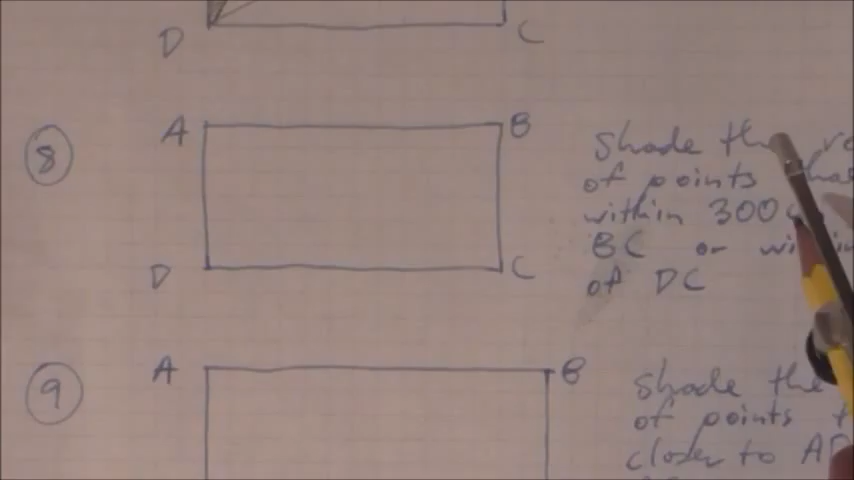 D C
8
A B
Shade the
of points
within 300
BC or
D C
of DC
9
A B
Shade the
of points
closer to